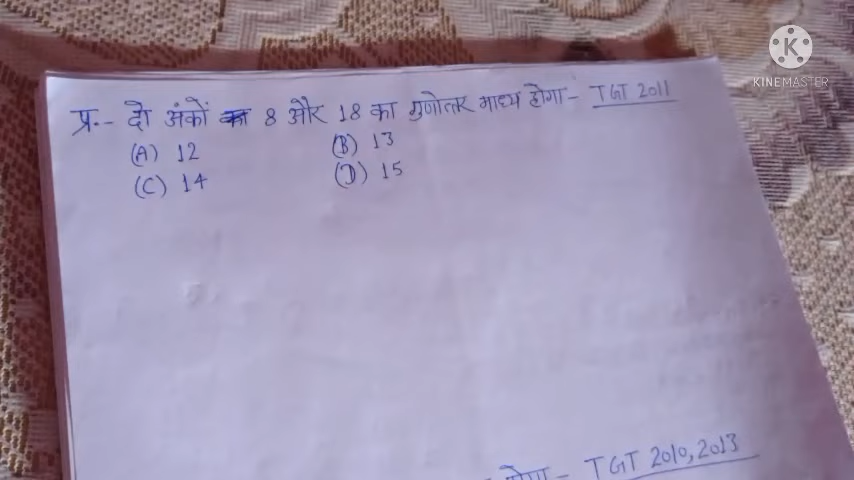 प्र.- दो अंकों 8 और 18 का गुणोत्तर माध्य होगा- TGT 2011
(A) 12 (B) 13
(C) 14 (D) 15
होगा- TGT 2010, 2013
K
KINEMASTER